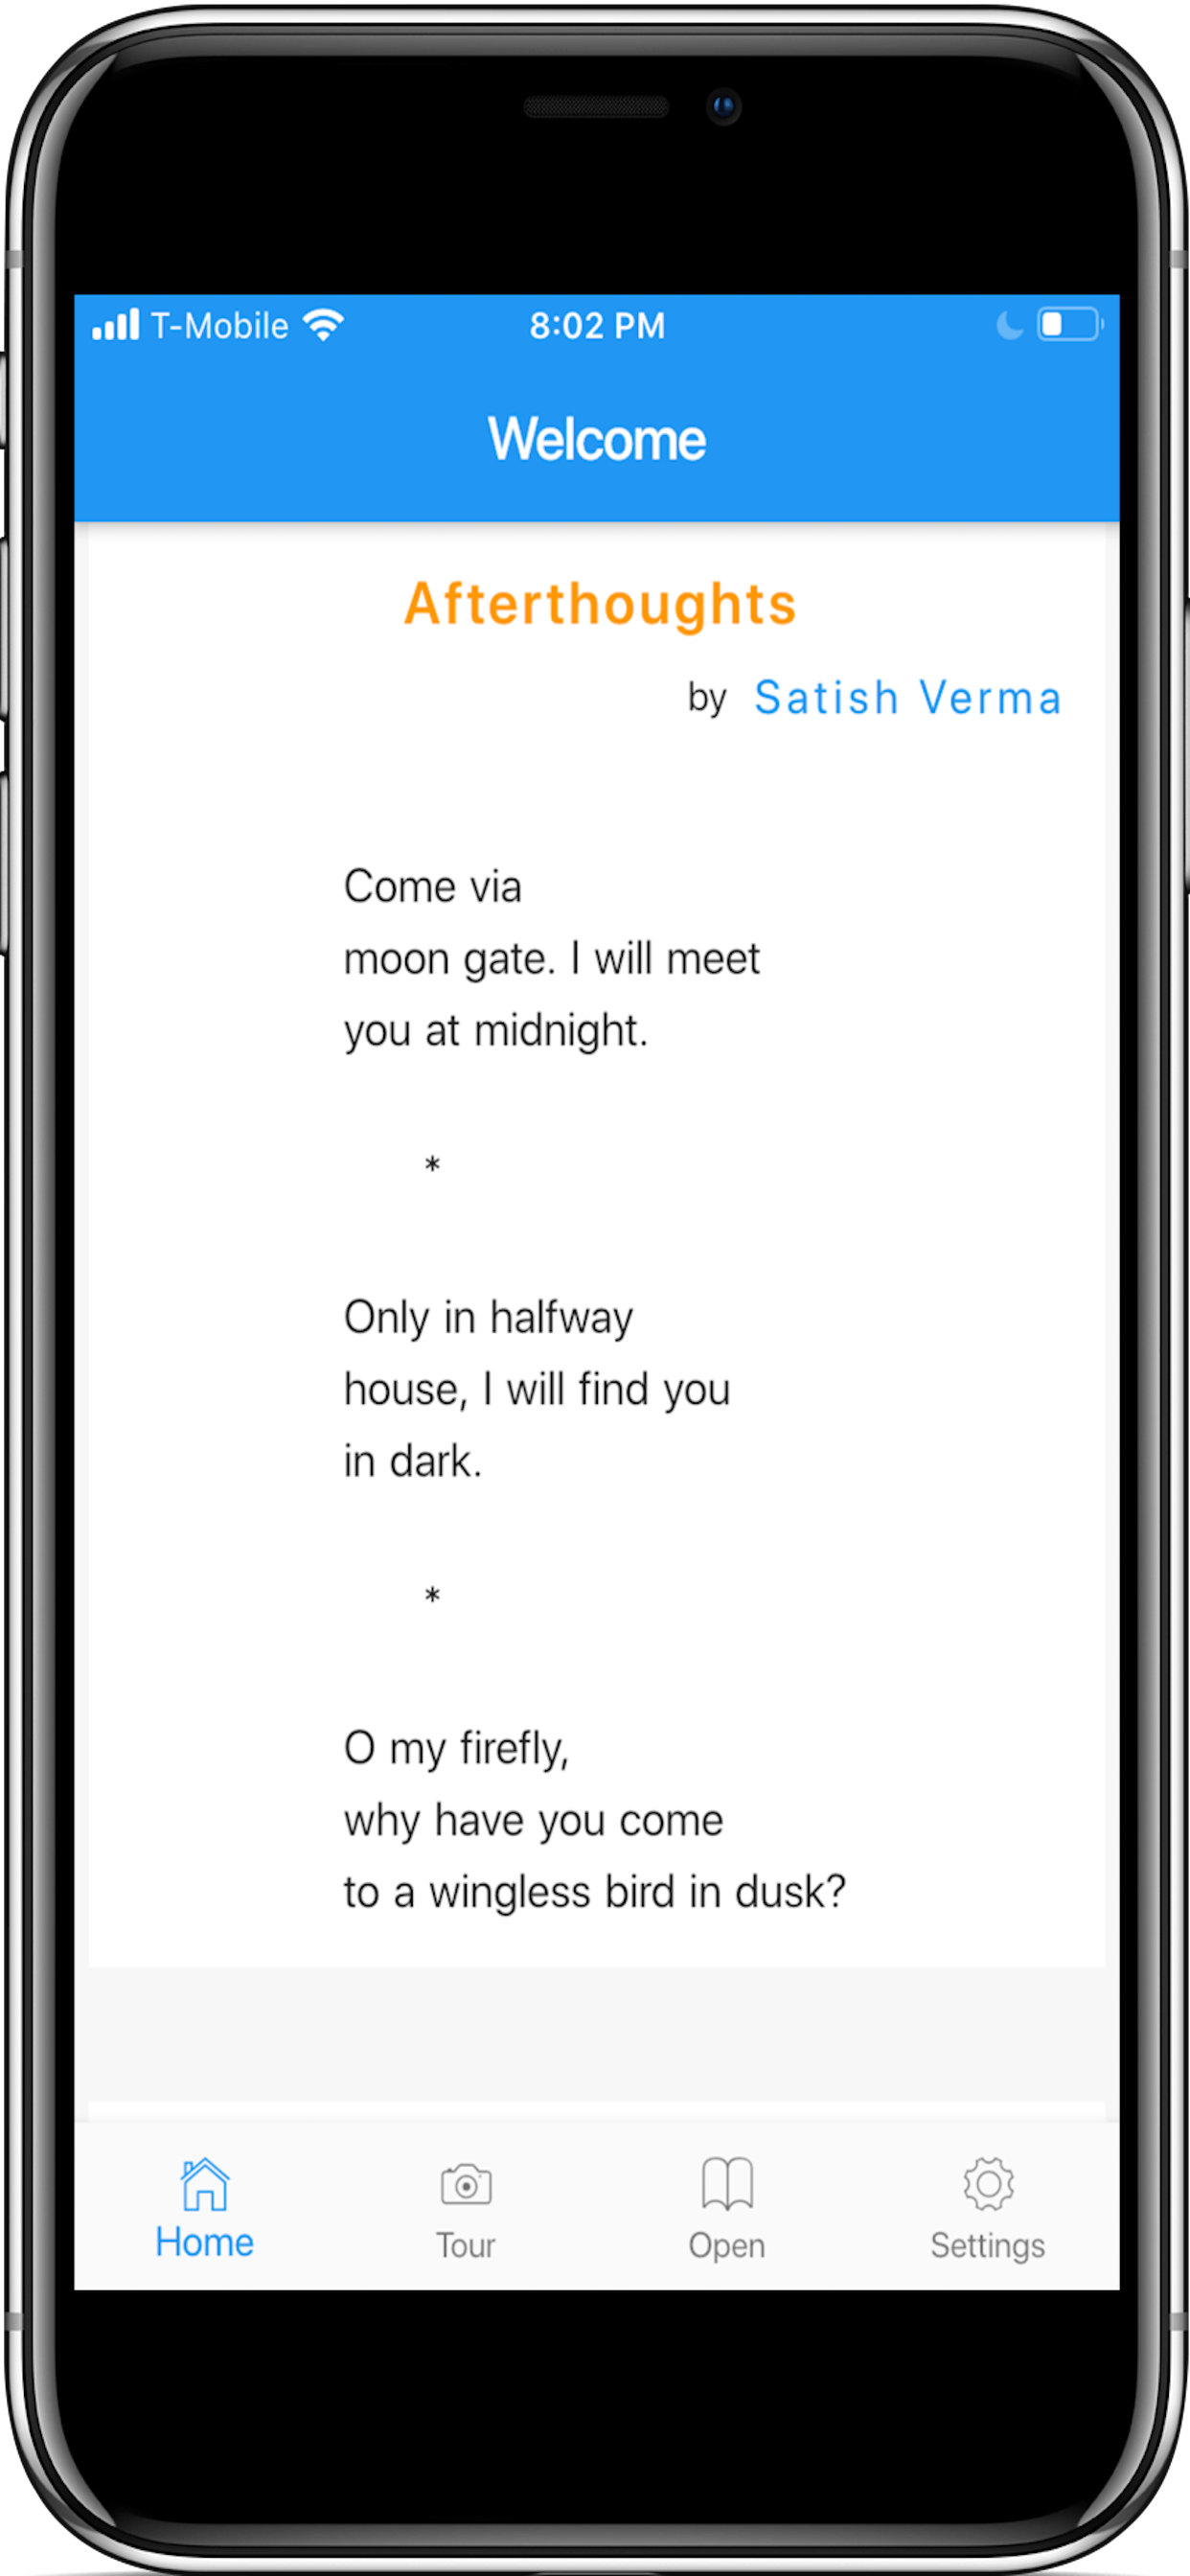 T-Mobile 8:02 PM
Welcome
Afterthoughts
by Satish Verma
Come via
moon gate. I will meet
you at midnight.
*
Only in halfway
house, I will find you
in dark.
*
O my firefly,
why have you come
to a wingless bird in dusk?
Home Tour Open Settings